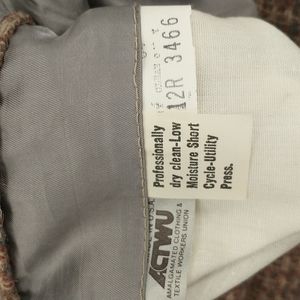 12R 3466
Professionally
dry clean-Low
Moisture Short
Cycle-Utility
Press.
ACTWU
AMALGAMATED CLOTHING &
TEXTILE WORKERS UNION